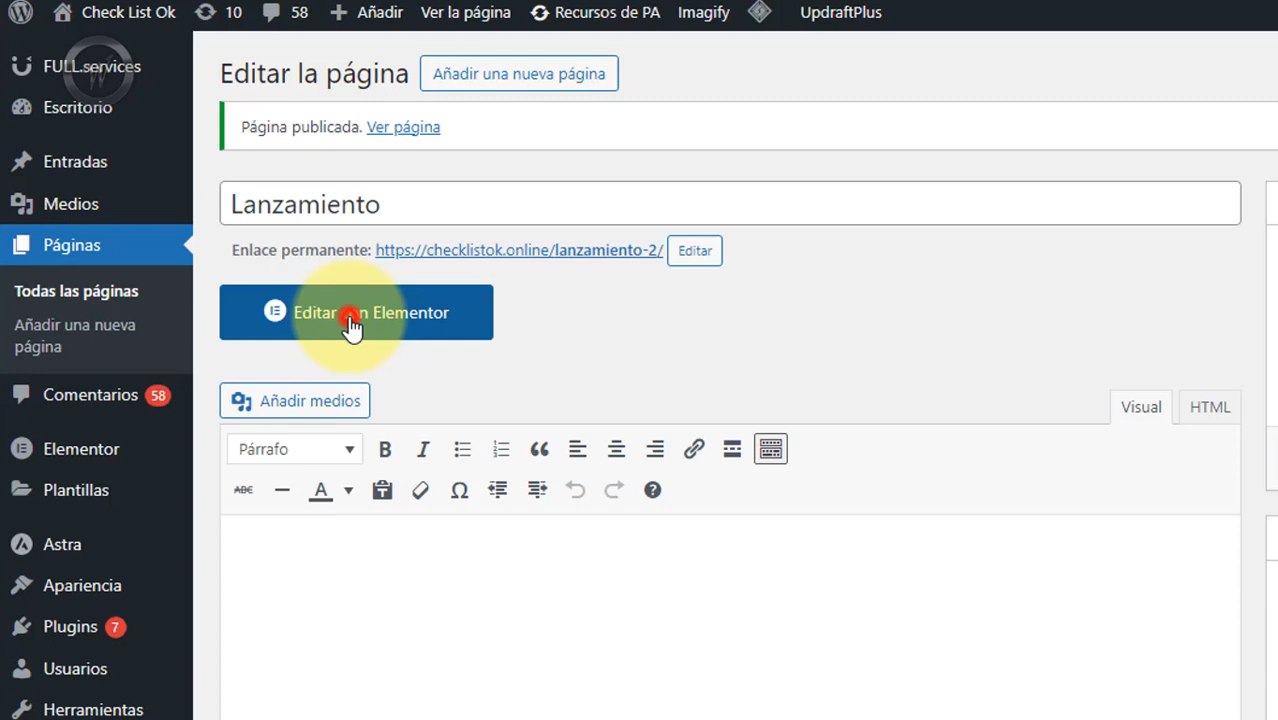 Check List Ok 10 58 Añadir Ver la página Recursos de PA Imagify UpdraftPlus
FULL.services
Escritorio
Entradas
Medios
Páginas
Todas las páginas
Añadir una nueva
página
Comentarios 58
Elementor
Plantillas
Astra
Apariencia
Plugins 7
Usuarios
Herramientas
Editar la página Añadir una nueva página
Página publicada. Ver página
Lanzamiento
Enlace permanente: https://checklistok.online/lanzamiento-2/ Editar
Editar con Elementor
Añadir medios
Visual HTML
Párrafo B I
ABC A Ω